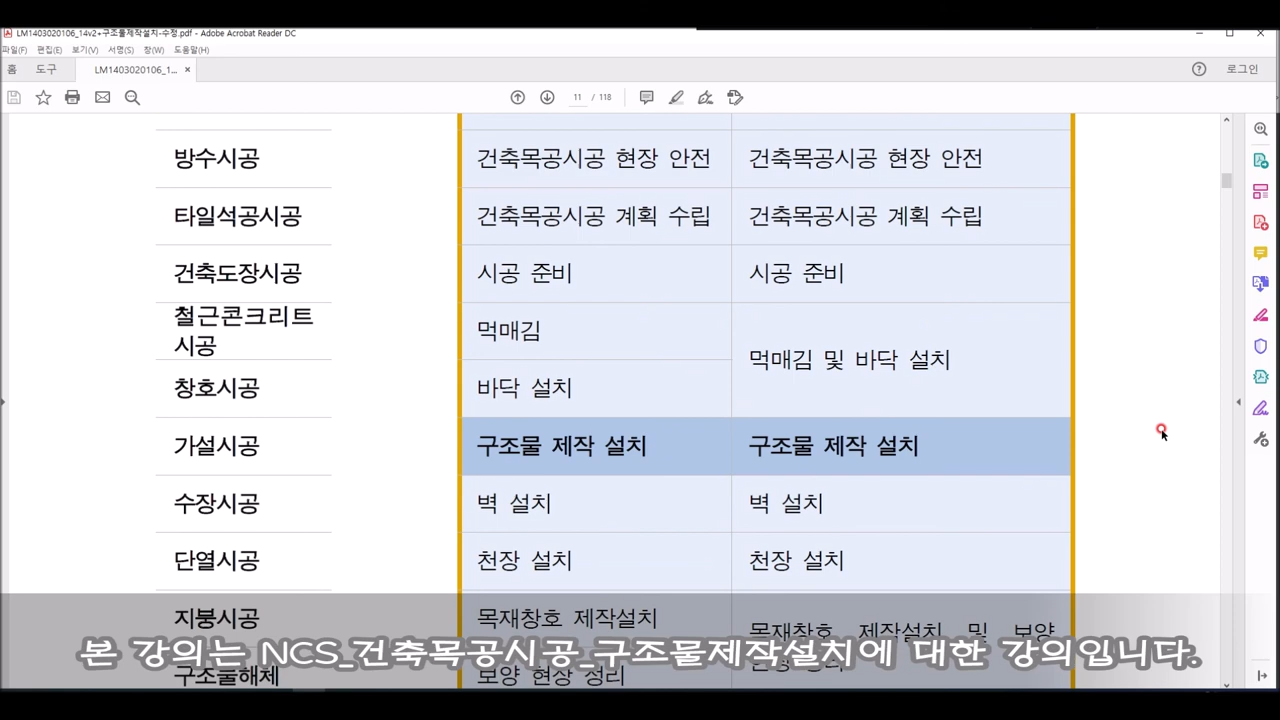 LM1403020106_14v2+구조물제작설치-수정.pdf - Adobe Acrobat Reader DC
파일(F) 편집(E) 보기(V) 서명(S) 창(W) 도움말(H)
홈 도구 LM1403020106_1... × 로그인
11 / 118
방수시공 건축목공시공 현장 안전 건축목공시공 현장 안전
타일석공시공 건축목공시공 계획 수립 건축목공시공 계획 수립
건축도장시공 시공 준비 시공 준비
철근콘크리트
시공
먹매김
먹매김 및 바닥 설치
창호시공 바닥 설치
가설시공 구조물 제작 설치 구조물 제작 설치
수장시공 벽 설치 벽 설치
단열시공 천장 설치 천장 설치
지붕시공 목재창호 제작설치
목재창호 제작설치 및 보양
구조물해체 보양 현장 정리
본 강의는 NCS_건축목공시공_구조물제작설치에 대한 강의입니다.